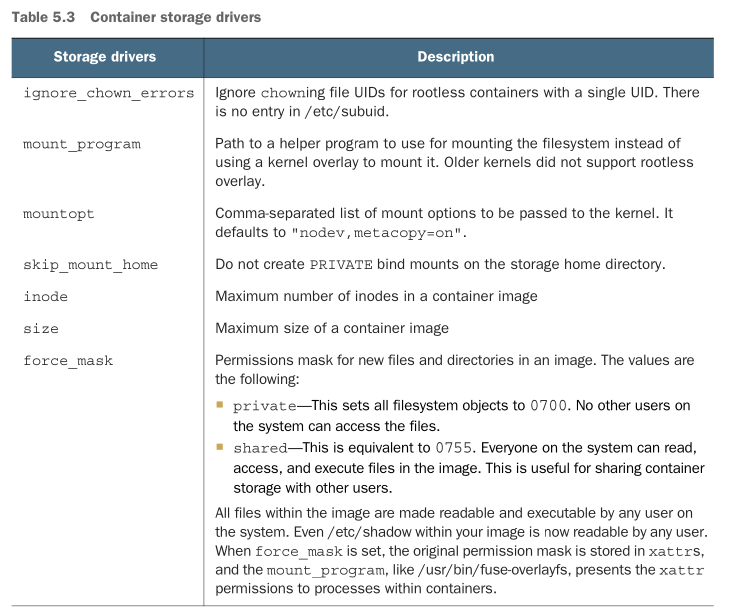 Table 5.3 Container storage drivers
Storage drivers
Description
ignore_chown_errors
Ignore chowning file UIDs for rootless containers with a single UID. There
is no entry in /etc/subuid.
mount_program
Path to a helper program to use for mounting the filesystem instead of
using a kernel overlay to mount it. Older kernels did not support rootless
overlay.
mountopt
Comma-separated list of mount options to be passed to the kernel. It
defaults to "nodev,metacopy=on".
skip_mount_home
Do not create PRIVATE bind mounts on the storage home directory.
inode
Maximum number of inodes in a container image
size
Maximum size of a container image
force_mask
Permissions mask for new files and directories in an image. The values are
the following:
■ private—This sets all filesystem objects to 0700. No other users on
the system can access the files.
■ shared—This is equivalent to 0755. Everyone on the system can read,
access, and execute files in the image. This is useful for sharing container
storage with other users.
All files within the image are made readable and executable by any user on
the system. Even /etc/shadow within your image is now readable by any user.
When force_mask is set, the original permission mask is stored in xattrs,
and the mount_program, like /usr/bin/fuse-overlayfs, presents the xattr
permissions to processes within containers.